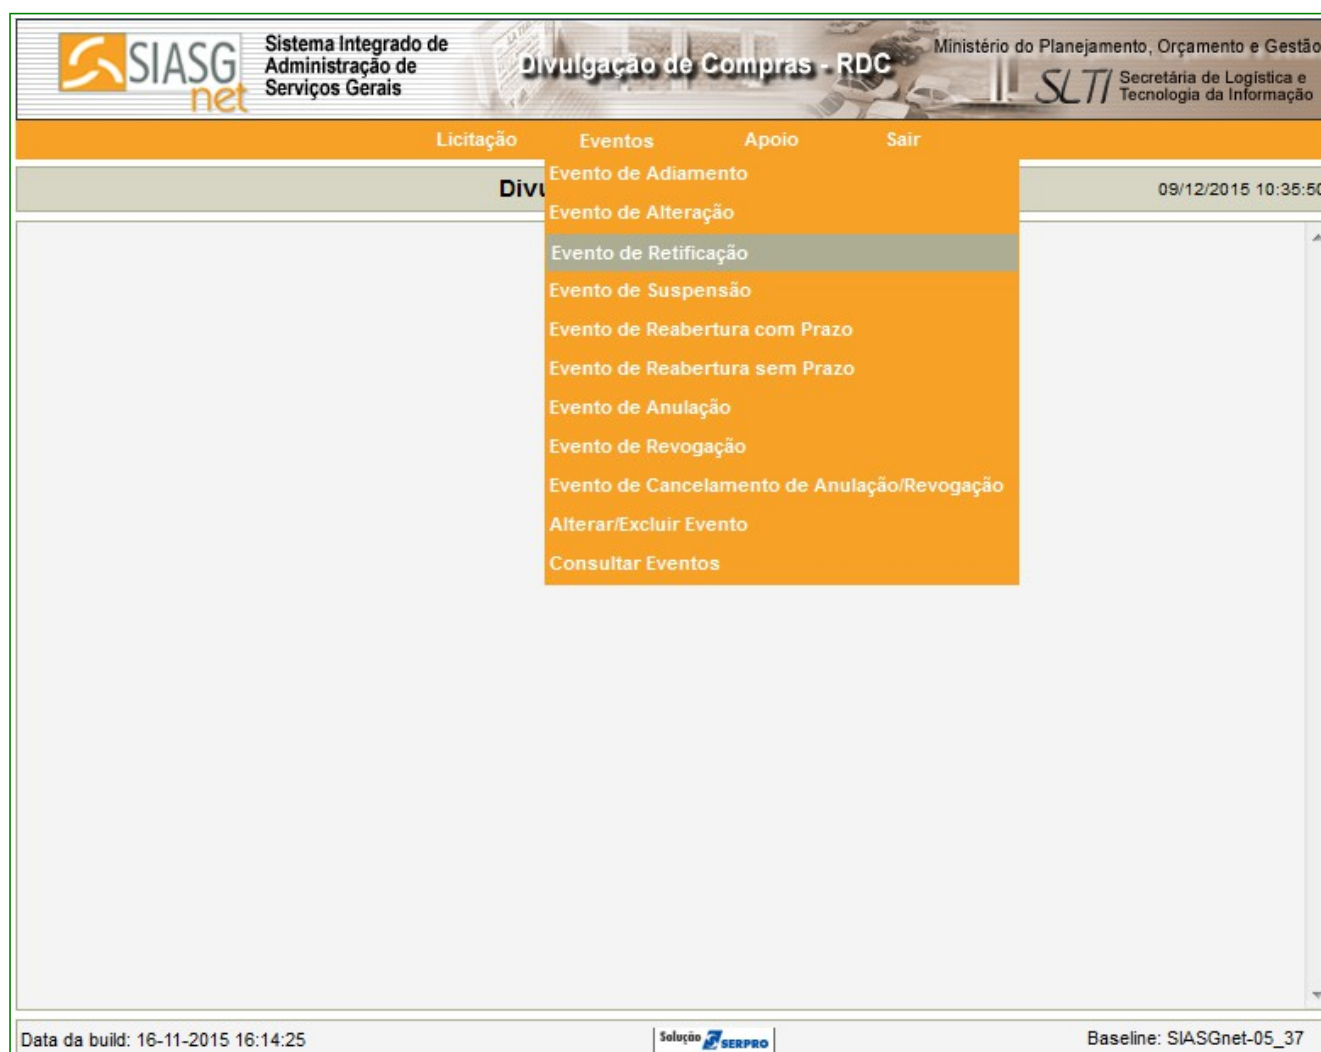 SIASG
net
Sistema Integrado de
Administração de
Serviços Gerais
Divulgação de Compras - RDC
Ministério do Planejamento, Orçamento e Gestão
SLTI
Secretária de Logística e
Tecnologia da Informação
Licitação Eventos Apoio Sair
09/12/2015 10:35:50
Evento de Adiamento
Evento de Alteração
Evento de Retificação
Evento de Suspensão
Evento de Reabertura com Prazo
Evento de Reabertura sem Prazo
Evento de Anulação
Evento de Revogação
Evento de Cancelamento de Anulação/Revogação
Alterar/Excluir Evento
Consultar Eventos
Data da build: 16-11-2015 16:14:25
Solução SERPRO
Baseline: SIASGnet-05_37